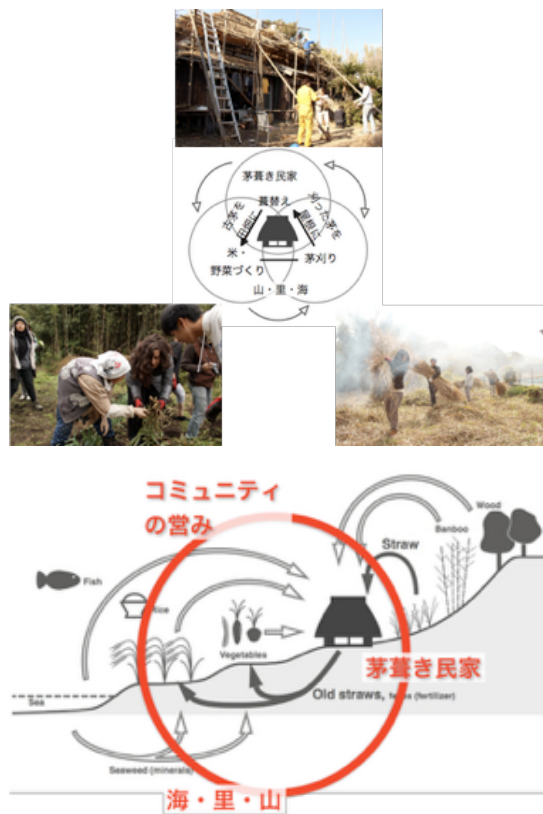 茅葺き民家
葺替え
古茅を
田畑に
刈った茅を
屋根に
米・
野菜づくり
茅刈り
山・里・海
コミュニティ
の営み
Wood
Banboo
Straw
Fish
Rice
Vegetables
茅葺き民家
Old straws, feces (fertilizer)
Sea
Seaweed (minerals)
海・里・山